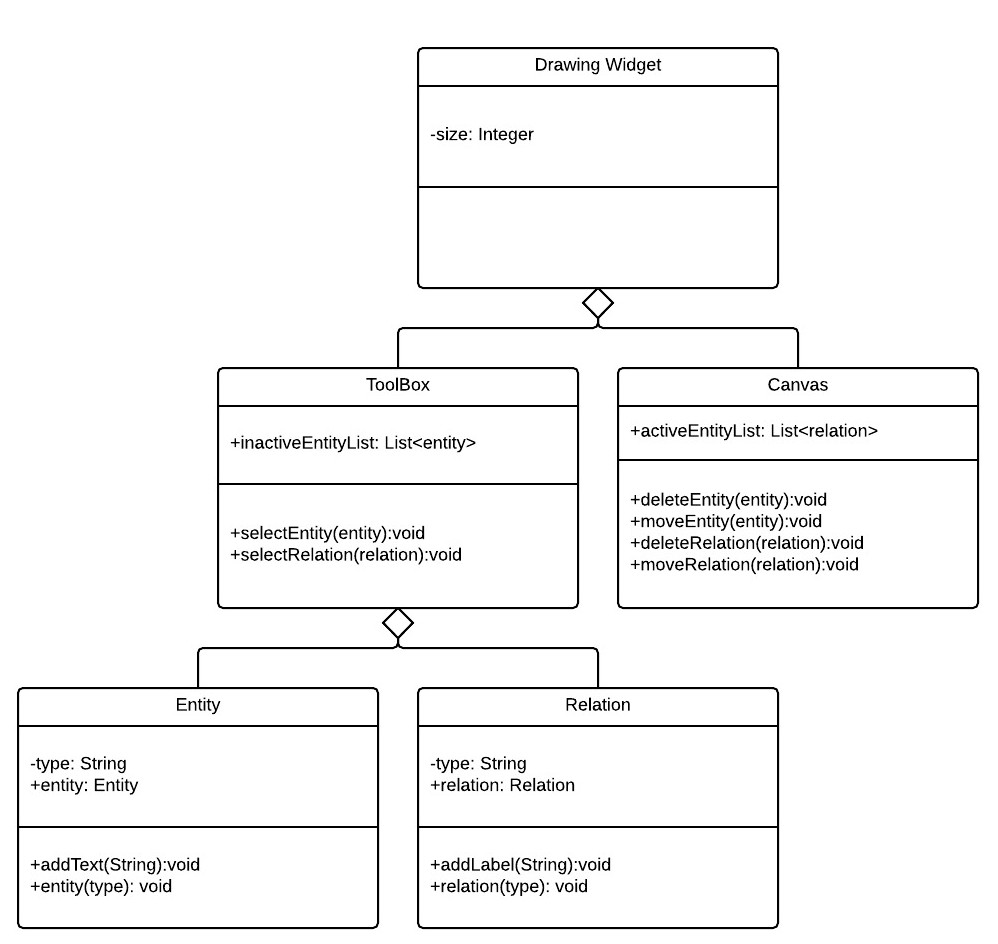 Drawing Widget
-size: Integer
ToolBox
+inactiveEntityList: List<entity>
+selectEntity(entity):void
+selectRelation(relation):void
Canvas
+activeEntityList: List<relation>
+deleteEntity(entity):void
+moveEntity(entity):void
+deleteRelation(relation):void
+moveRelation(relation):void
Entity
-type: String
+entity: Entity
+addText(String):void
+entity(type): void
Relation
-type: String
+relation: Relation
+addLabel(String):void
+relation(type): void